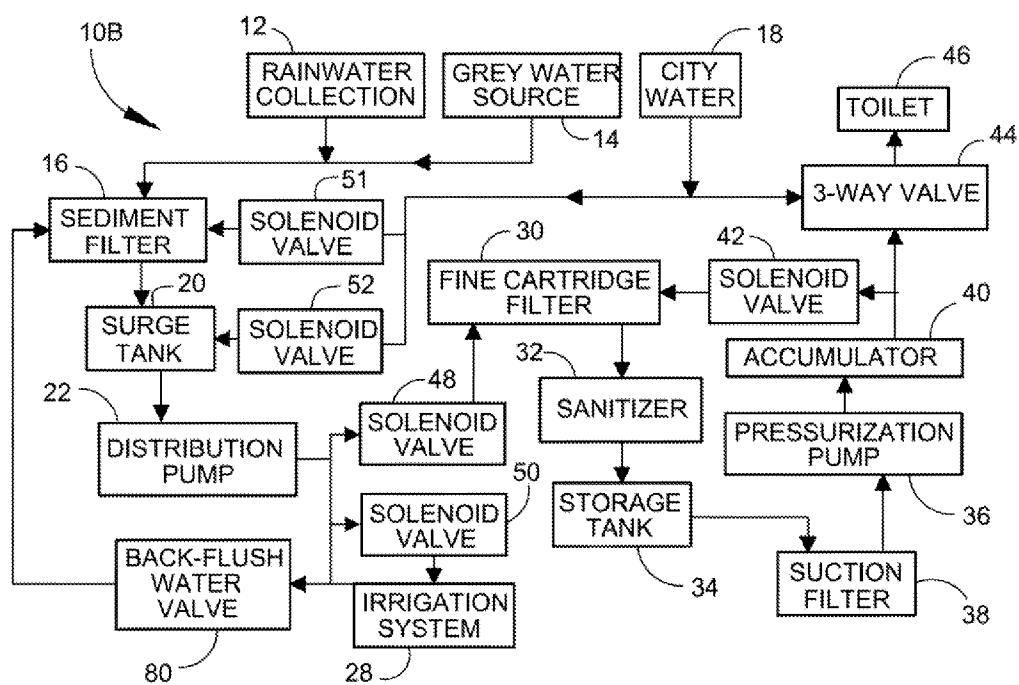 10B
12
RAINWATER
COLLECTION
GREY WATER
SOURCE
14
18
CITY
WATER
46
TOILET
44
3-WAY VALVE
16
SEDIMENT
FILTER
51
SOLENOID
VALVE
30
FINE CARTRIDGE
FILTER
42
SOLENOID
VALVE
20
SURGE
TANK
52
SOLENOID
VALVE
40
ACCUMULATOR
32
SANITIZER
22
DISTRIBUTION
PUMP
48
SOLENOID
VALVE
PRESSURIZATION
PUMP
36
50
SOLENOID
VALVE
STORAGE
TANK
34
SUCTION
FILTER
38
BACK-FLUSH
WATER
VALVE
80
IRRIGATION
SYSTEM
28